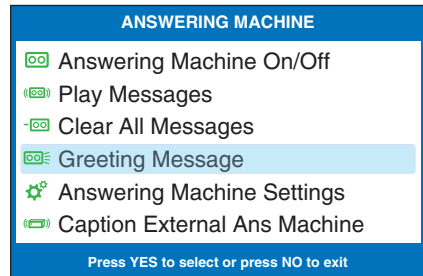 ANSWERING MACHINE
Answering Machine On/Off
Play Messages
Clear All Messages
Greeting Message
Answering Machine Settings
Caption External Ans Machine
Press YES to select or press NO to exit